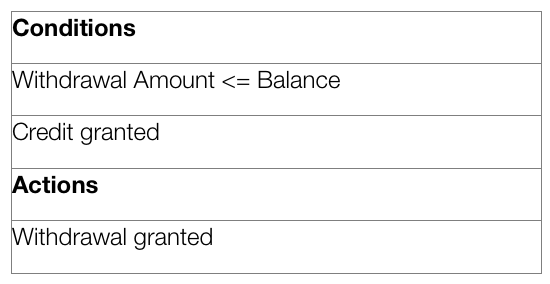 Conditions
Withdrawal Amount <= Balance
Credit granted
Actions
Withdrawal granted